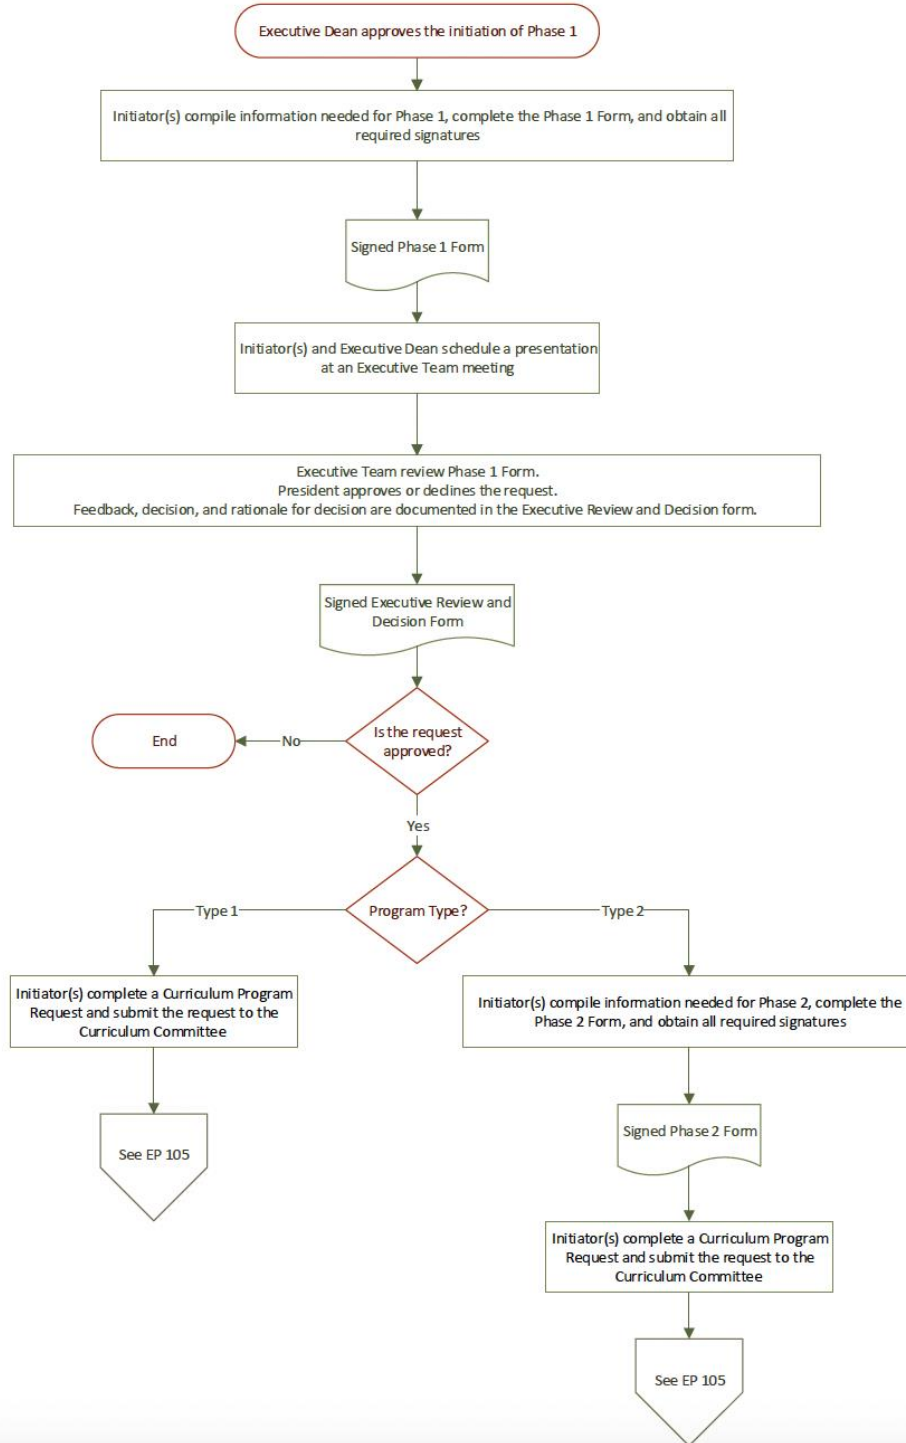 Executive Dean approves the initiation of Phase 1
Initiator(s) compile information needed for Phase 1, complete the Phase 1 Form, and obtain all
required signatures
Signed Phase 1 Form
Initiator(s) and Executive Dean schedule a presentation
at an Executive Team meeting
Executive Team review Phase 1 Form.
President approves or declines the request.
Feedback, decision, and rationale for decision are documented in the Executive Review and Decision form.
Signed Executive Review and
Decision Form
Is the request
approved?
No
End
Yes
Program Type?
Type 1
Type 2
Initiator(s) complete a Curriculum Program
Request and submit the request to the
Curriculum Committee
See EP 105
Initiator(s) compile information needed for Phase 2, complete the
Phase 2 Form, and obtain all required signatures
Signed Phase 2 Form
Initiator(s) complete a Curriculum Program
Request and submit the request to the
Curriculum Committee
See EP 105